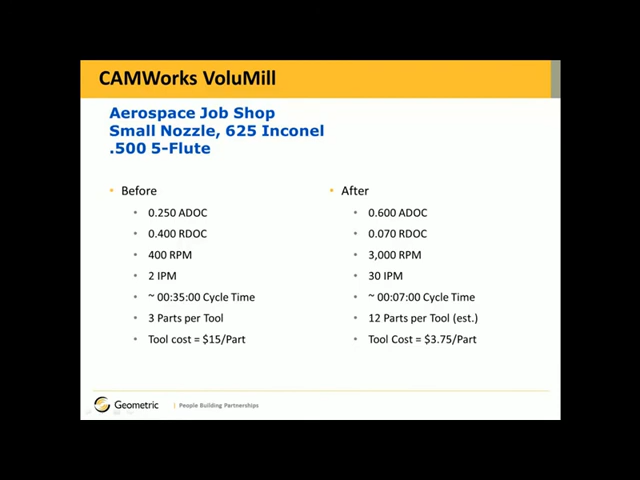 CAMWorks VoluMill
Aerospace Job Shop
Small Nozzle, 625 Inconel
.500 5-Flute
• Before
• 0.250 ADOC
• 0.400 RDOC
• 400 RPM
• 2 IPM
• ~ 00:35:00 Cycle Time
• 3 Parts per Tool
• Tool cost = $15/Part
• After
• 0.600 ADOC
• 0.070 RDOC
• 3,000 RPM
• 30 IPM
• ~ 00:07:00 Cycle Time
• 12 Parts per Tool (est.)
• Tool Cost = $3.75/Part
Geometric | People Building Partnerships